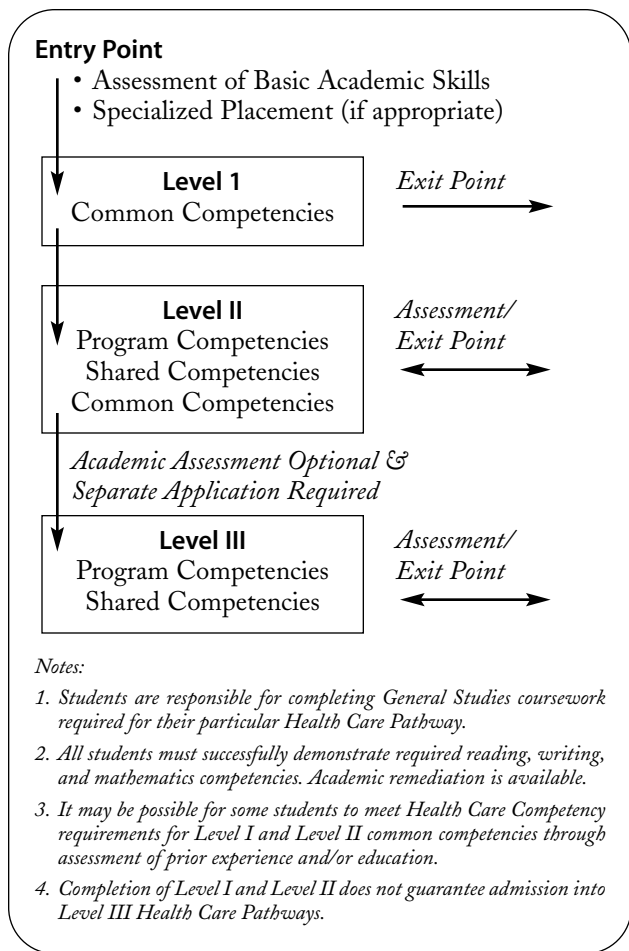 Entry Point
• Assessment of Basic Academic Skills
• Specialized Placement (if appropriate)
Level 1
Common Competencies
Exit Point
Level II
Program Competencies
Shared Competencies
Common Competencies
Assessment/
Exit Point
Academic Assessment Optional &
Separate Application Required
Level III
Program Competencies
Shared Competencies
Assessment/
Exit Point
Notes:
1. Students are responsible for completing General Studies coursework
required for their particular Health Care Pathway.
2. All students must successfully demonstrate required reading, writing,
and mathematics competencies. Academic remediation is available.
3. It may be possible for some students to meet Health Care Competency
requirements for Level I and Level II common competencies through
assessment of prior experience and/or education.
4. Completion of Level I and Level II does not guarantee admission into
Level III Health Care Pathways.